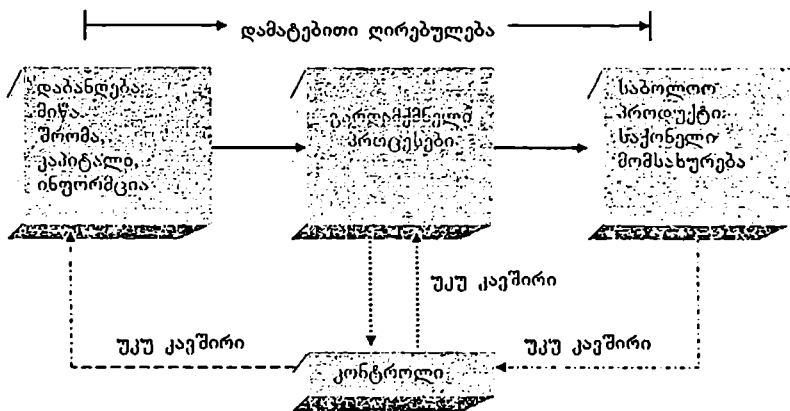 დამატებითი ღირებულება
დაბანდება:
მიწა
შრომა,
კაპიტალი,
ინფორმცია
გარდამქმნელი
პროცესები
საბოლოო
პროდუქტი:
საქონელი
მომსახურება
უკუ კავშირი
უკუ კავშირი
უკუ კავშირი
კონტროლი